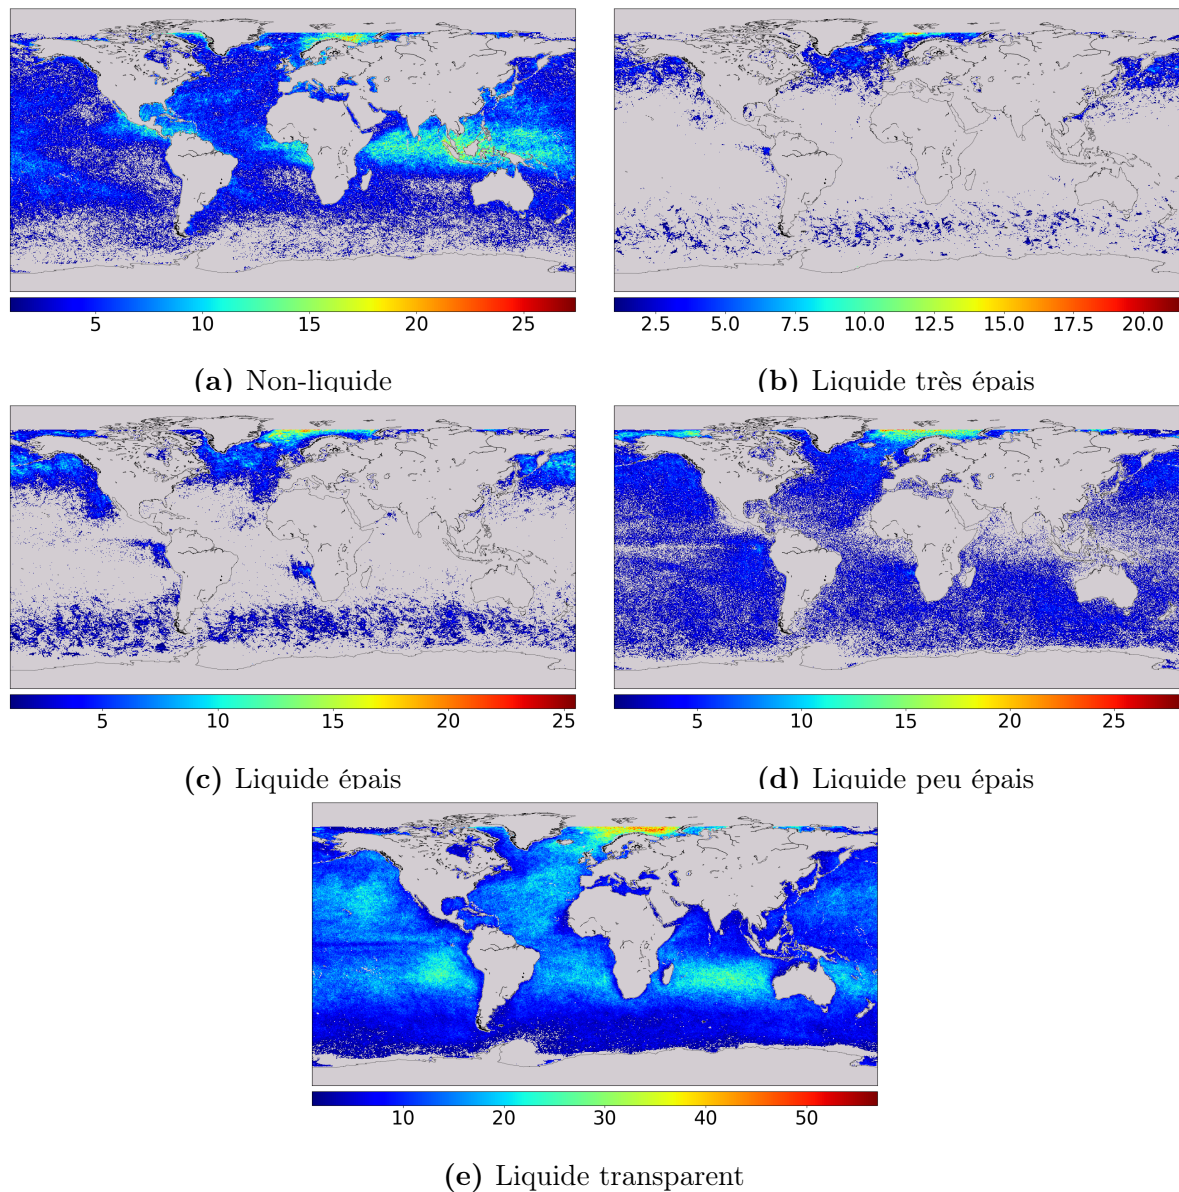 5 10 15 20 25
2.5 5.0 7.5 10.0 12.5 15.0 17.5 20.0
(a) Non-liquide
(b) Liquide très épais
5 10 15 20 25
5 10 15 20 25
(c) Liquide épais
(d) Liquide peu épais
10 20 30 40 50
(e) Liquide transparent